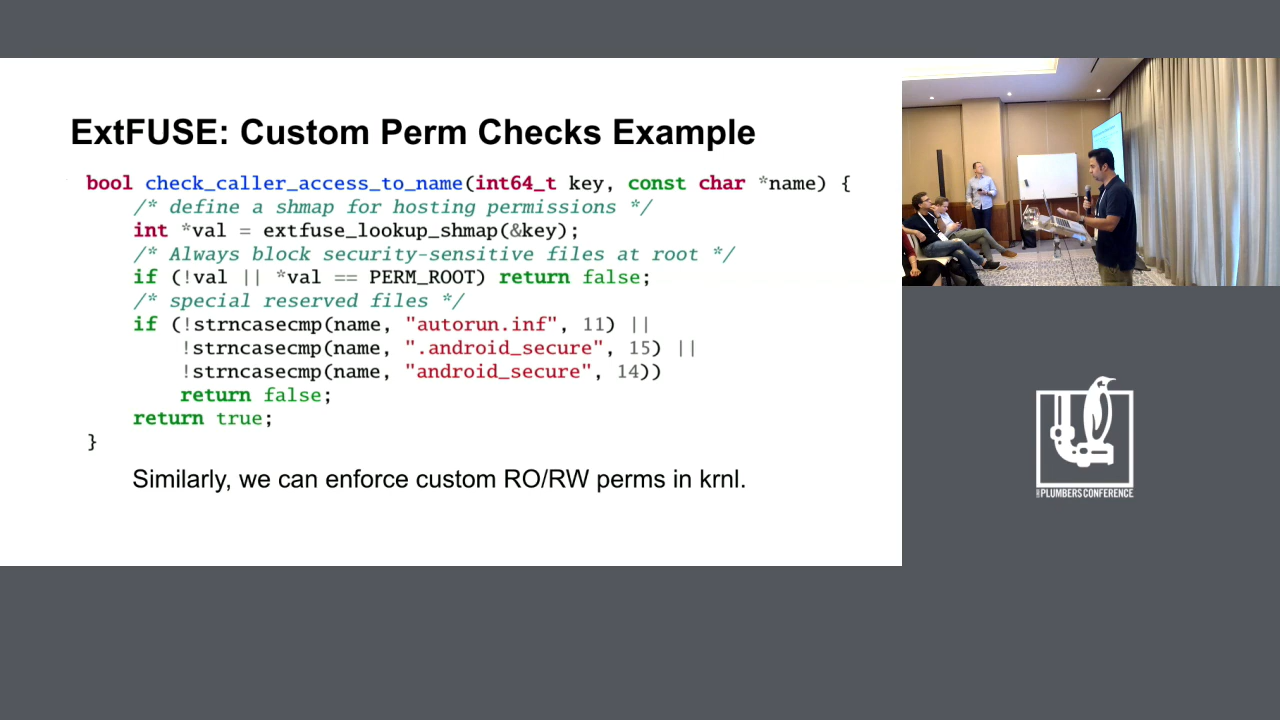 ExtFUSE: Custom Perm Checks Example
bool check_caller_access_to_name(int64_t key, const char *name) {
/* define a shmap for hosting permissions */
int *val = extfuse_lookup_shmap(&key);
/* Always block security-sensitive files at root */
if (!val || *val == PERM_ROOT) return false;
/* special reserved files */
if (!strncasecmp(name, "autorun.inf", 11) ||
!strncasecmp(name, ".android_secure", 15) ||
!strncasecmp(name, "android_secure", 14))
return false;
return true;
}
Similarly, we can enforce custom RO/RW perms in krnl.
PLUMBERS CONFERENCE